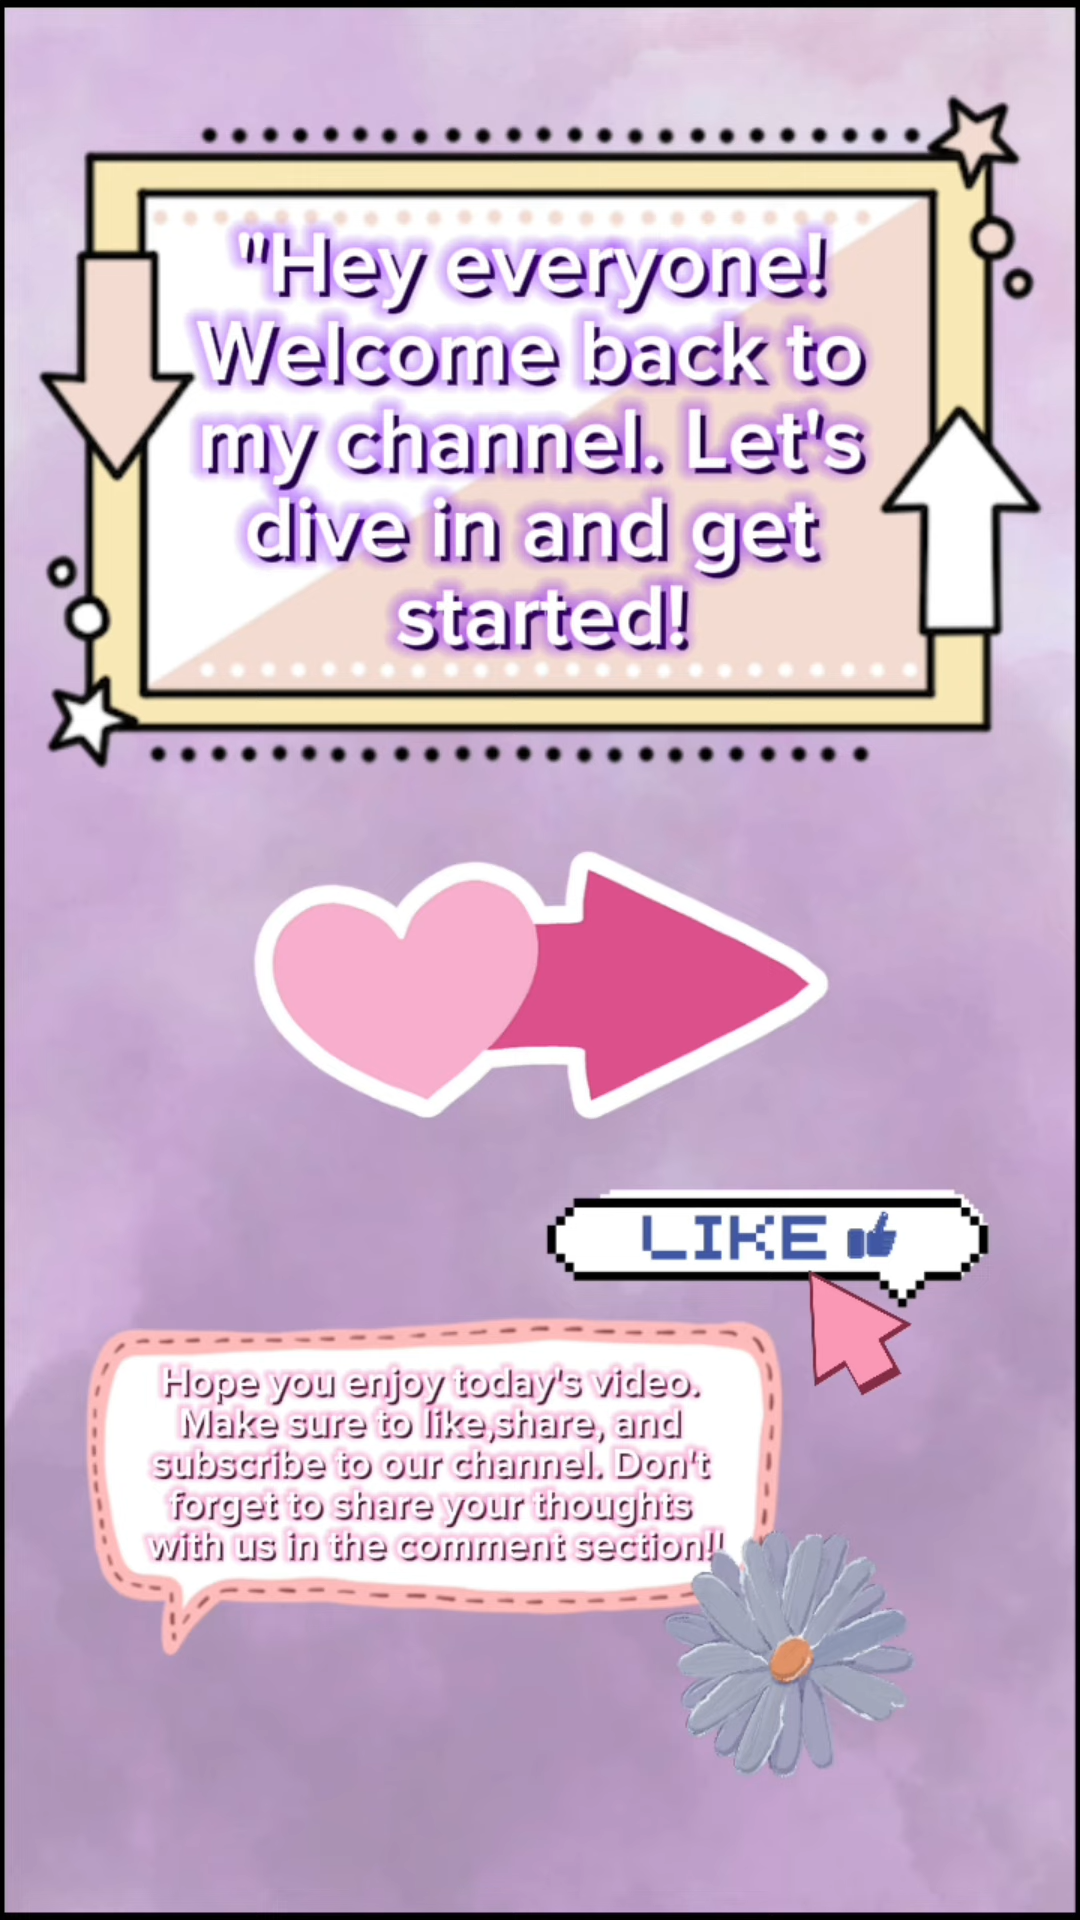 "Hey everyone!
Welcome back to
my channel. Let's
dive in and get
started!
LIKE
Hope you enjoy today's video.
Make sure to like,share, and
subscribe to our channel. Don't
forget to share your thoughts
with us in the comment section!!